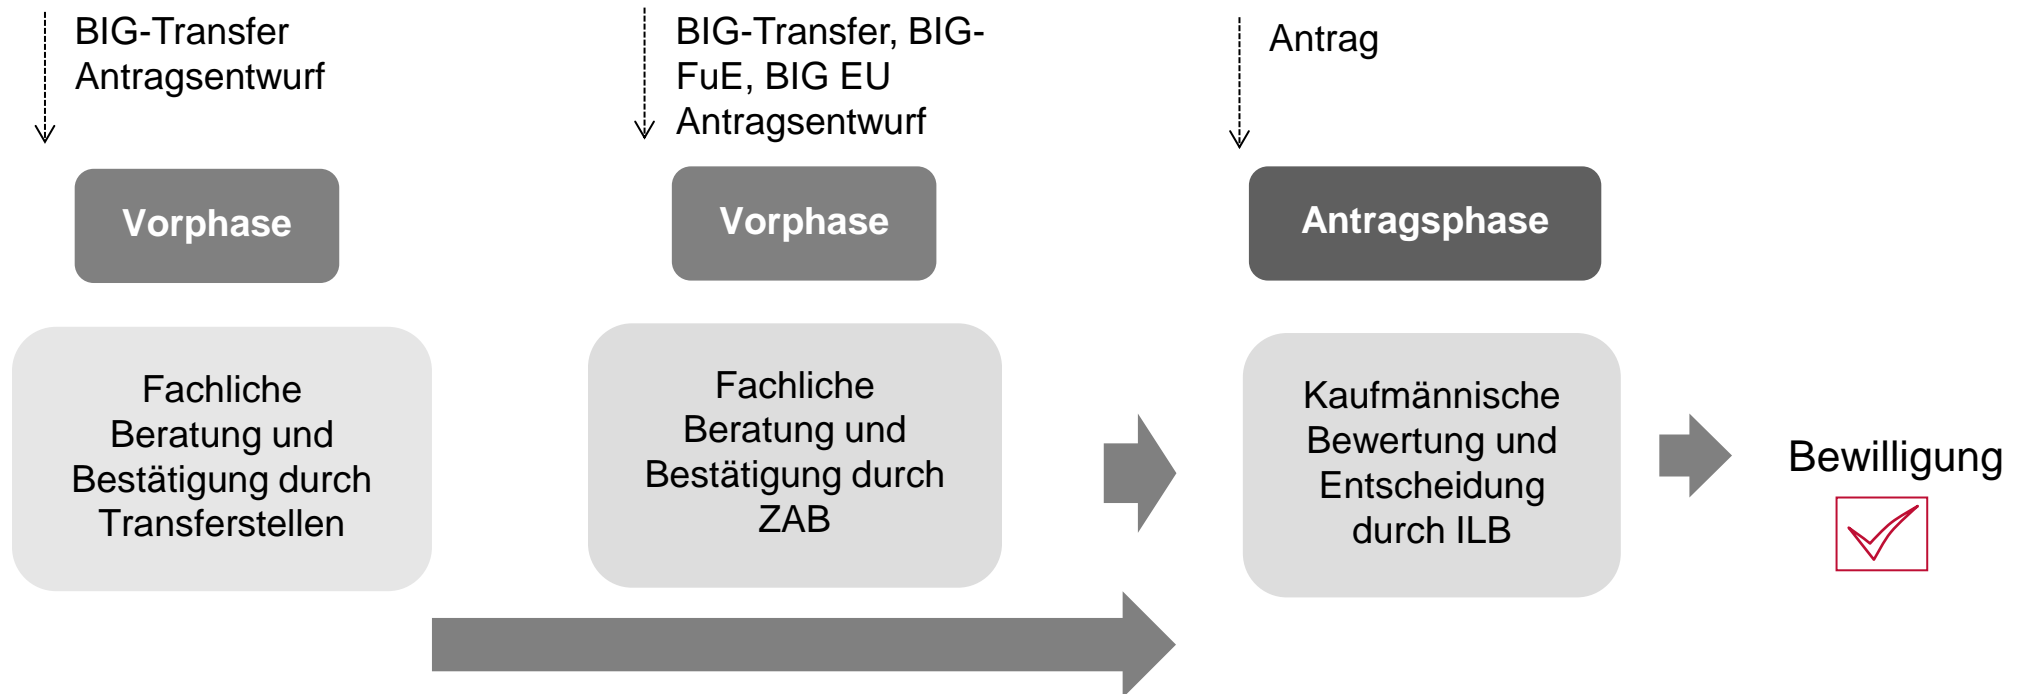 BIG-Transfer
Antragsentwurf
BIG-Transfer, BIG-
FuE, BIG EU
Antragsentwurf
Antrag
Vorphase
Vorphase
Antragsphase
Fachliche
Beratung und
Bestätigung durch
Transferstellen
Fachliche
Beratung und
Bestätigung durch
ZAB
Kaufmännische
Bewertung und
Entscheidung
durch ILB
Bewilligung